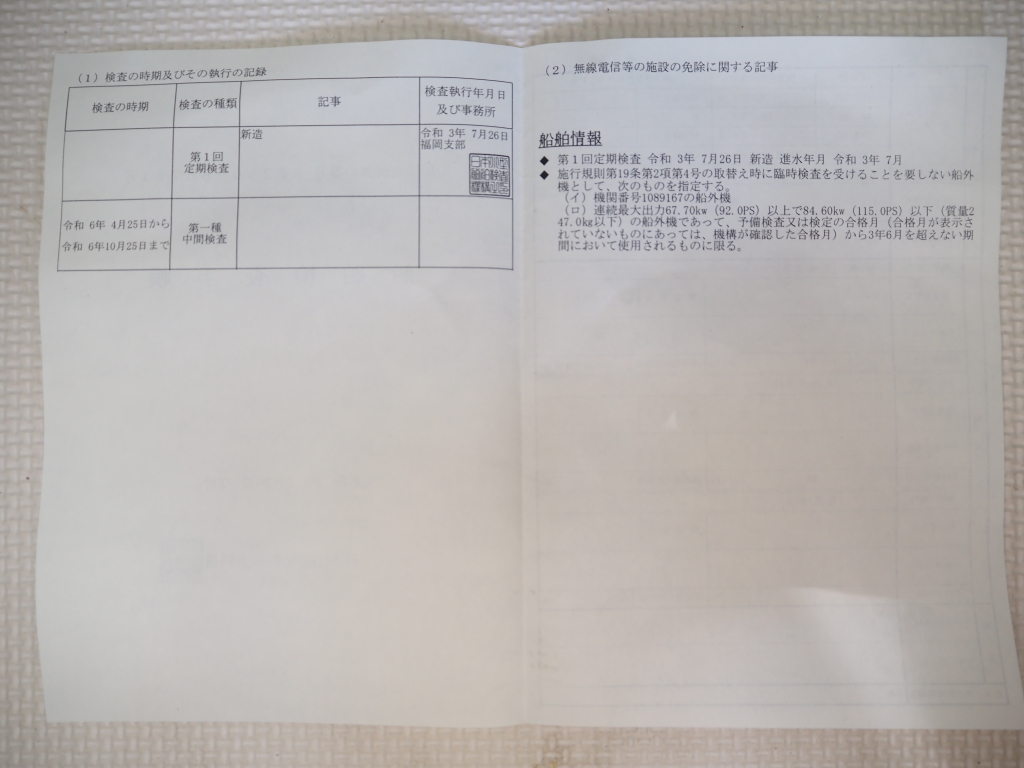 (1) 検査の時期及びその執行の記録
検査の時期
検査の種類
記事
検査執行年月日
及び事務所
第1回
定期検査
新造
令和 3年 7月26日
福岡支部
令和 6年 4月25日から
令和 6年10月25日まで
第一種
中間検査
(2) 無線電信等の施設の免除に関する記事
船舶情報
◆ 第1回定期検査 令和 3年 7月26日 新造 進水年月 令和 3年 7月
◆ 施行規則第19条第2項第4号の取替え時に臨時検査を受けることを要しない船外
機として、次のものを指定する。
(イ) 機関番号1089167の船外機
(ロ) 連続最大出力67.70kw (92.0PS) 以上で84.60kw (115.0PS) 以下 (質量2
47.0kg以下) の船外機であって、予備検査又は検定の合格月 (合格月が表示さ
れていないものにあっては、機構が確認した合格月) から3年6月を超えない期
間において使用されるものに限る。